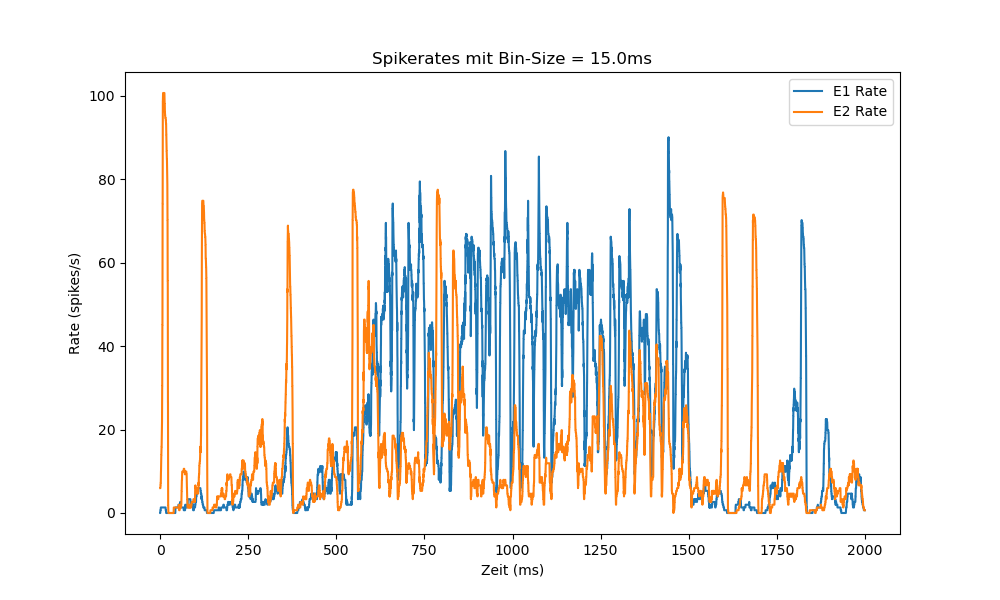 Spikerates mit Bin-Size = 15.0ms
E1 Rate
E2 Rate
100
80
60
40
20
0
Rate (spikes/s)
0 250 500 750 1000 1250 1500 1750 2000
Zeit (ms)